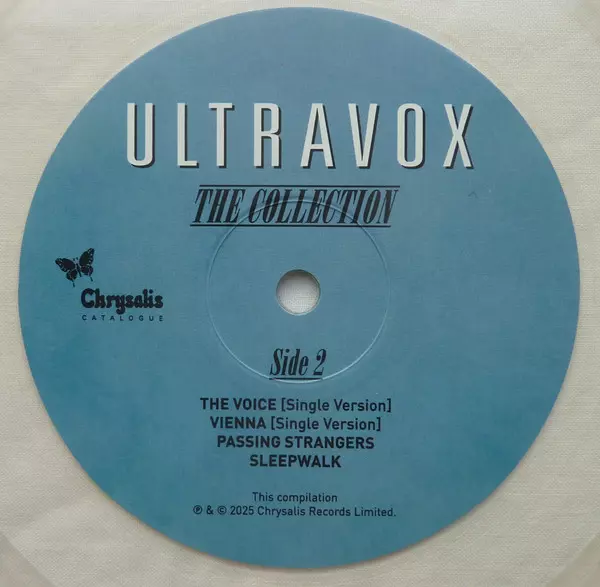 ULTRAVOX
THE COLLECTION
Chrysalis
CATALOGUE
Side 2
THE VOICE [Single Version]
VIENNA [Single Version]
PASSING STRANGERS
SLEEPWALK
This compilation
℗ & © 2025 Chrysalis Records Limited.